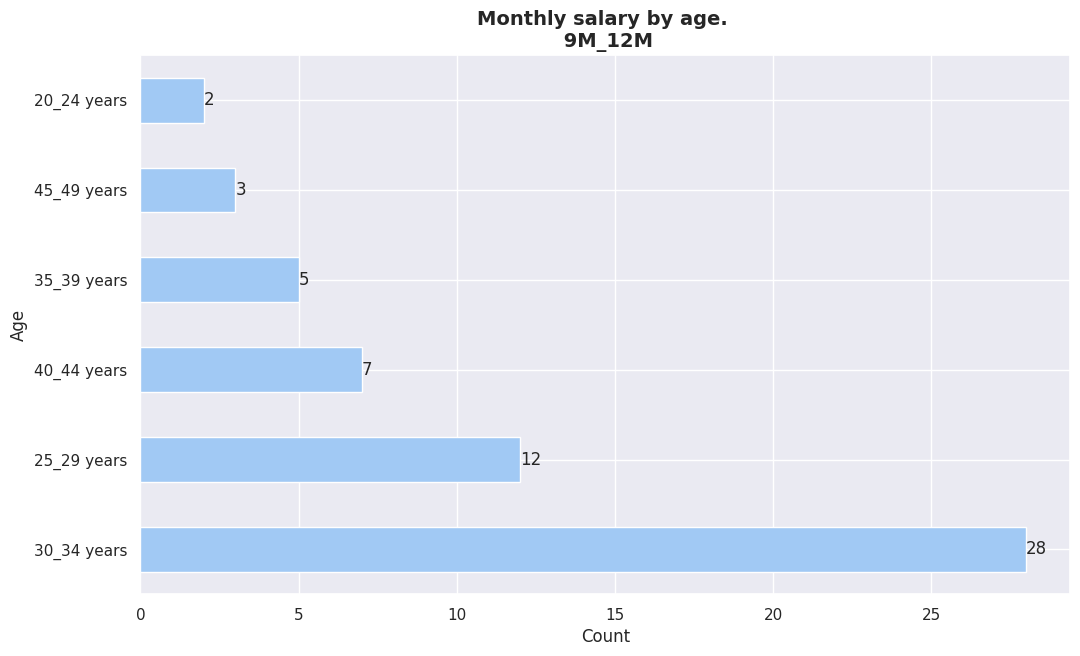 Monthly salary by age.
9M_12M
20_24 years
2
45_49 years
3
35_39 years
5
Age
40_44 years
7
25_29 years
12
30_34 years
28
0
5
10
15
20
25
Count